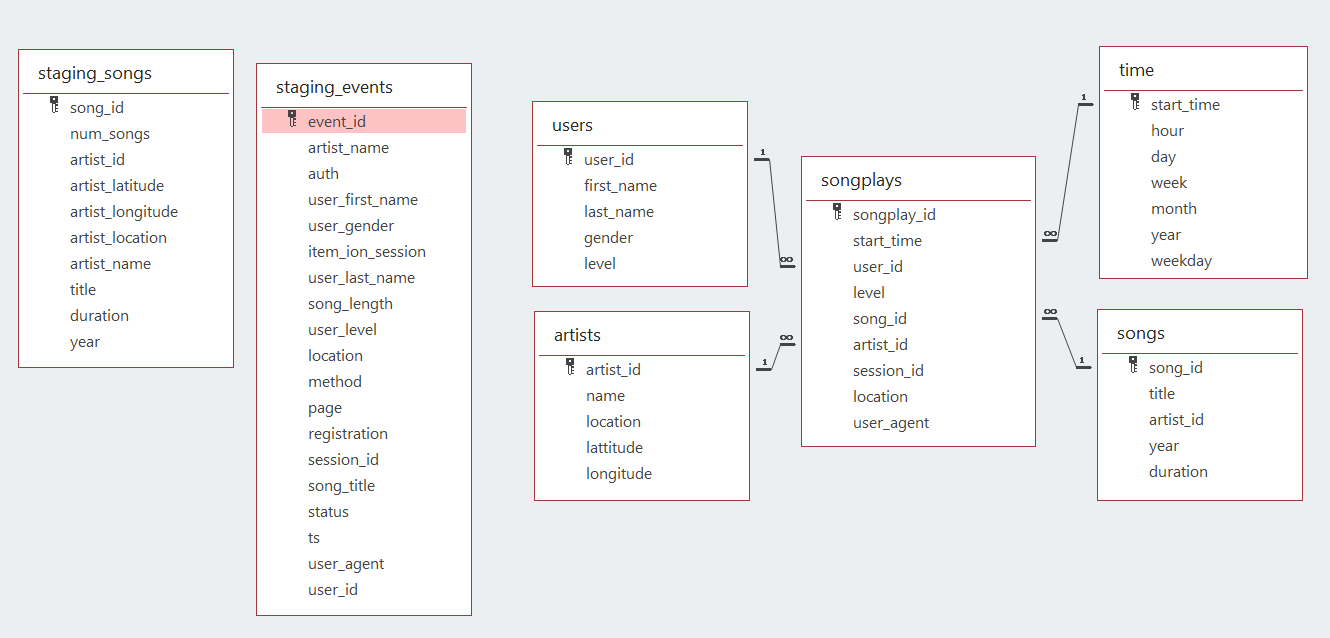 staging_songs
song_id
num_songs
artist_id
artist_latitude
artist_longitude
artist_location
artist_name
title
duration
year
staging_events
event_id
artist_name
auth
user_first_name
user_gender
item_ion_session
user_last_name
song_length
user_level
location
method
page
registration
session_id
song_title
status
ts
user_agent
user_id
users
user_id
first_name
last_name
gender
level
artists
artist_id
name
location
lattitude
longitude
1
∞
1
∞
songplays
songplay_id
start_time
user_id
level
song_id
artist_id
session_id
location
user_agent
1
∞
∞
1
time
start_time
hour
day
week
month
year
weekday
songs
song_id
title
artist_id
year
duration